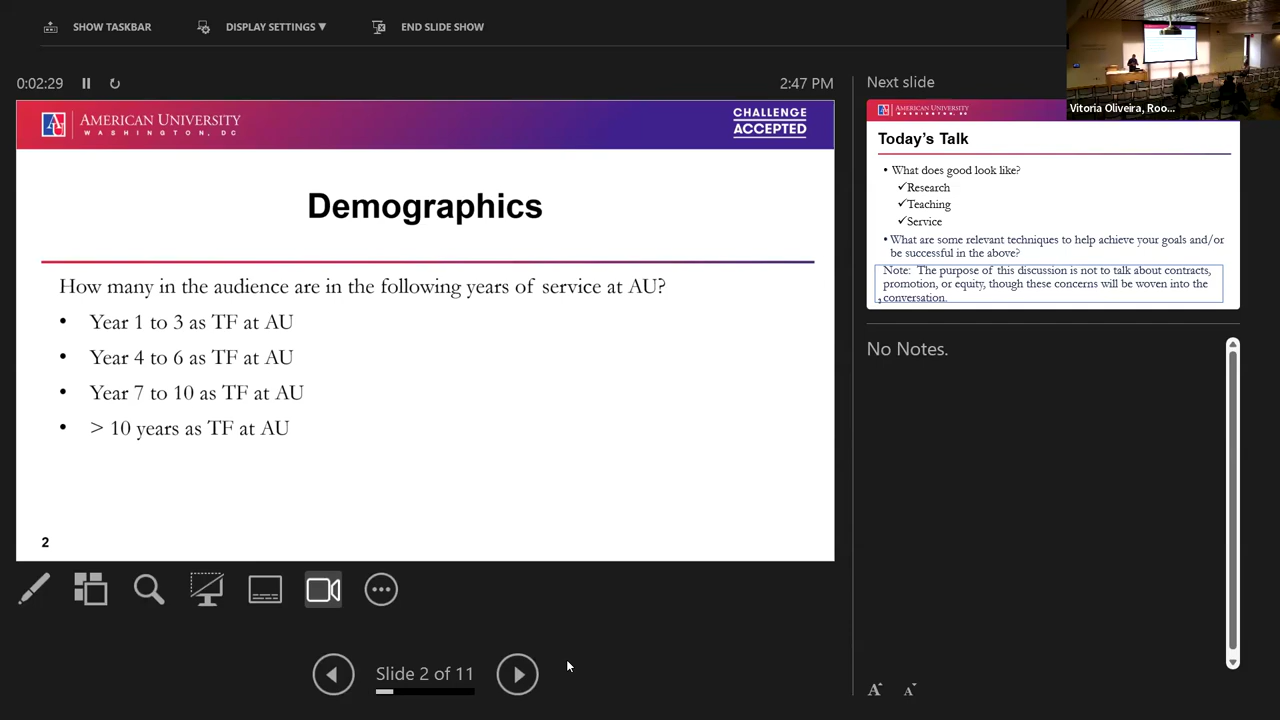 SHOW TASKBAR
DISPLAY SETTINGS ▼
END SLIDE SHOW
0:02:29
2:47 PM
AMERICAN UNIVERSITY
WASHINGTON, DC
CHALLENGE
ACCEPTED
Demographics
How many in the audience are in the following years of service at AU?
• Year 1 to 3 as TF at AU
• Year 4 to 6 as TF at AU
• Year 7 to 10 as TF at AU
• > 10 years as TF at AU
2
Slide 2 of 11
Next slide
Vitoria Oliveira, Roo...
AMERICAN UNIVERSITY
Today's Talk
• What does good look like?
✓Research
✓Teaching
✓Service
• What are some relevant techniques to help achieve your goals and/or
be successful in the above?
Note: The purpose of this discussion is not to talk about contracts,
promotion, or equity, though these concerns will be woven into the
conversation.
No Notes.
A A